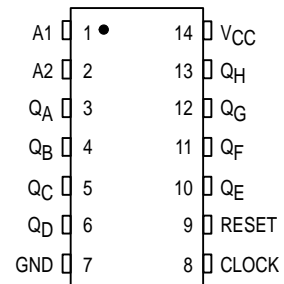 A1 1 14 VCC
A2 2 13 QH
QA 3 12 QG
QB 4 11 QF
QC 5 10 QE
QD 6 9 RESET
GND 7 8 CLOCK